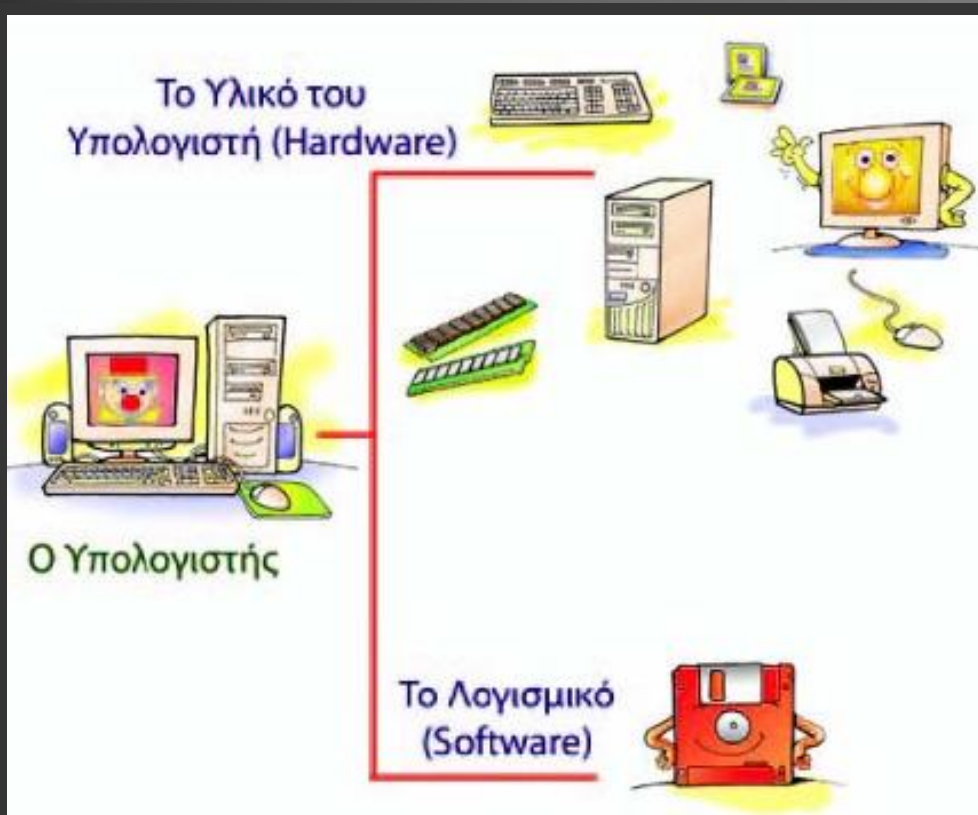 Το Υλικό του
Υπολογιστή (Hardware)
Ο Υπολογιστής
Το Λογισμικό
(Software)